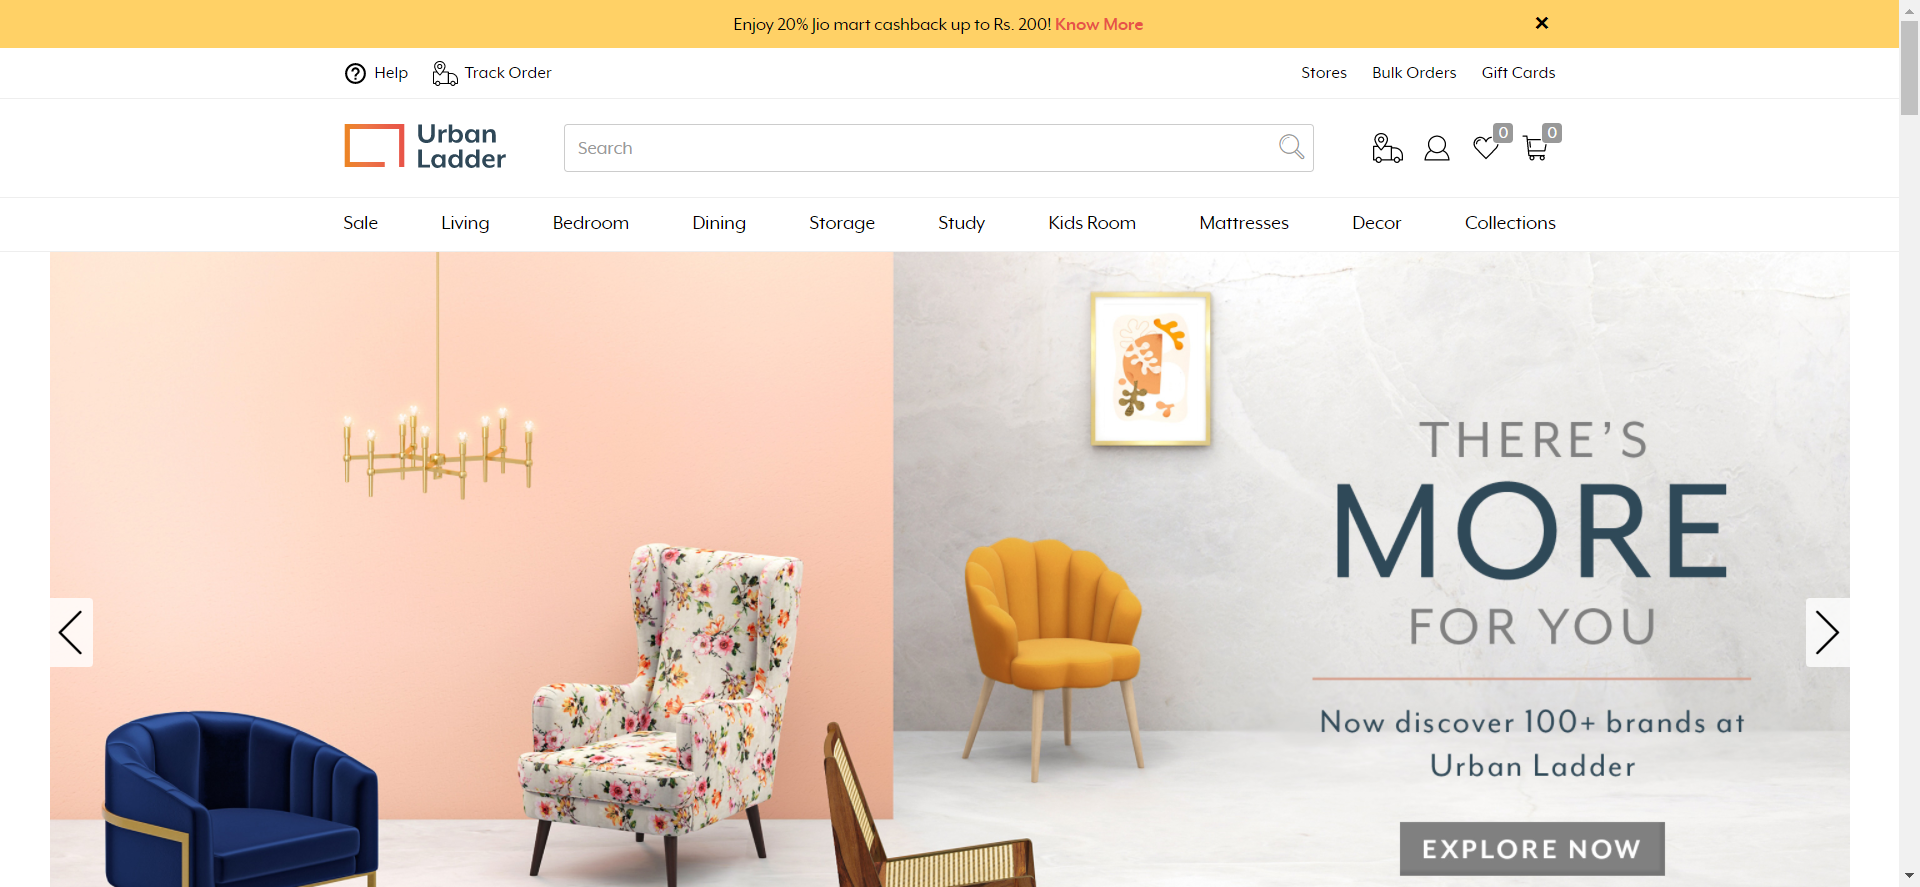 Enjoy 20% Jio mart cashback up to Rs. 200! Know More
Help Track Order Stores Bulk Orders Gift Cards
Urban
Ladder
Search
0 0
Sale Living Bedroom Dining Storage Study Kids Room Mattresses Decor Collections
THERE'S
MORE
FOR YOU
Now discover 100+ brands at
Urban Ladder
EXPLORE NOW